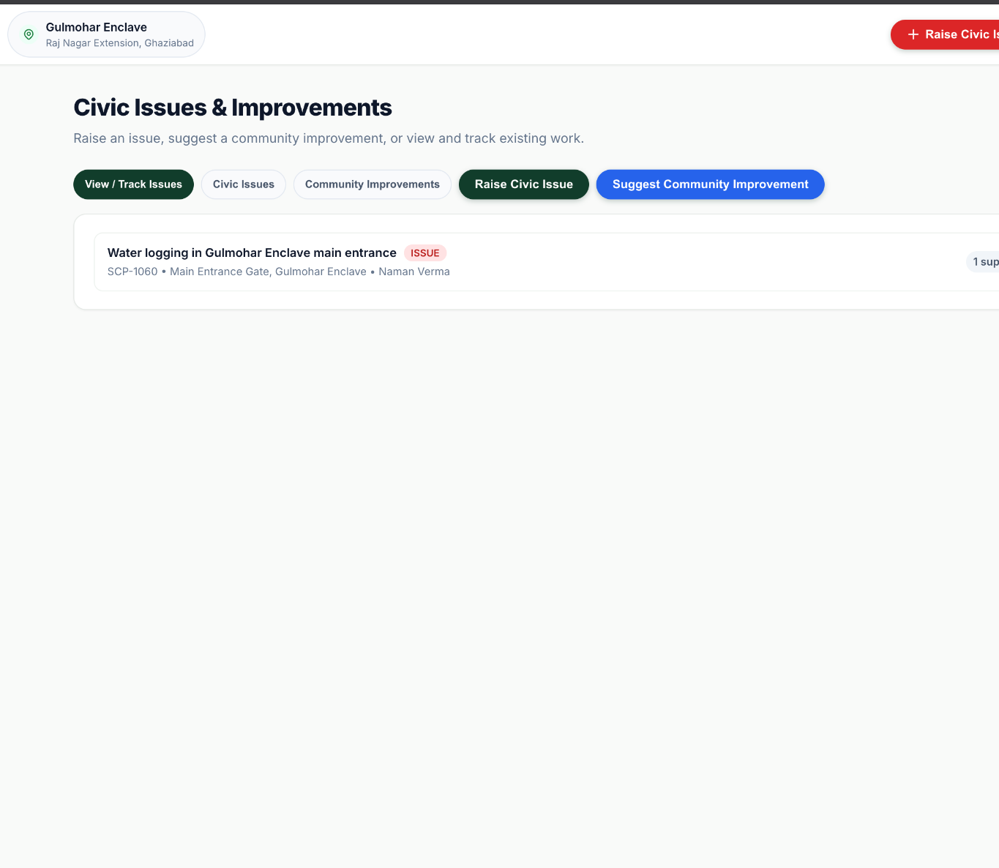 Gulmohar Enclave
Raj Nagar Extension, Ghaziabad
+ Raise Civic
Civic Issues & Improvements
Raise an issue, suggest a community improvement, or view and track existing work.
View / Track Issues Civic Issues Community Improvements Raise Civic Issue Suggest Community Improvement
Water logging in Gulmohar Enclave main entrance ISSUE
1 sup
SCP-1060 • Main Entrance Gate, Gulmohar Enclave • Naman Verma